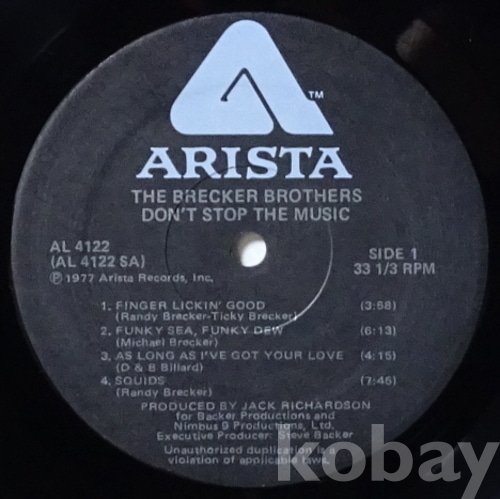 TM
ARISTA
THE BRECKER BROTHERS
DON'T STOP THE MUSIC
AL 4122
(AL 4122 SA)
Ⓟ 1977 Arista Records, Inc.
SIDE 1
33 1/3 RPM
1. FINGER LICKIN' GOOD (3:58)
(Randy Brecker-Ticky Brecker)
2. FUNKY SEA, FUNKY DEW (6:13)
(Michael Brecker)
3. AS LONG AS I'VE GOT YOUR LOVE (4:15)
(D & B Billard)
4. SQUIDS (7:46)
(Randy Brecker)
PRODUCED BY JACK RICHARDSON
for Backer Productions and
Nimbus 9 Productions, Ltd.
Executive Producer: Steve Backer
Unauthorized duplication is a
violation of applicable laws.
kobay